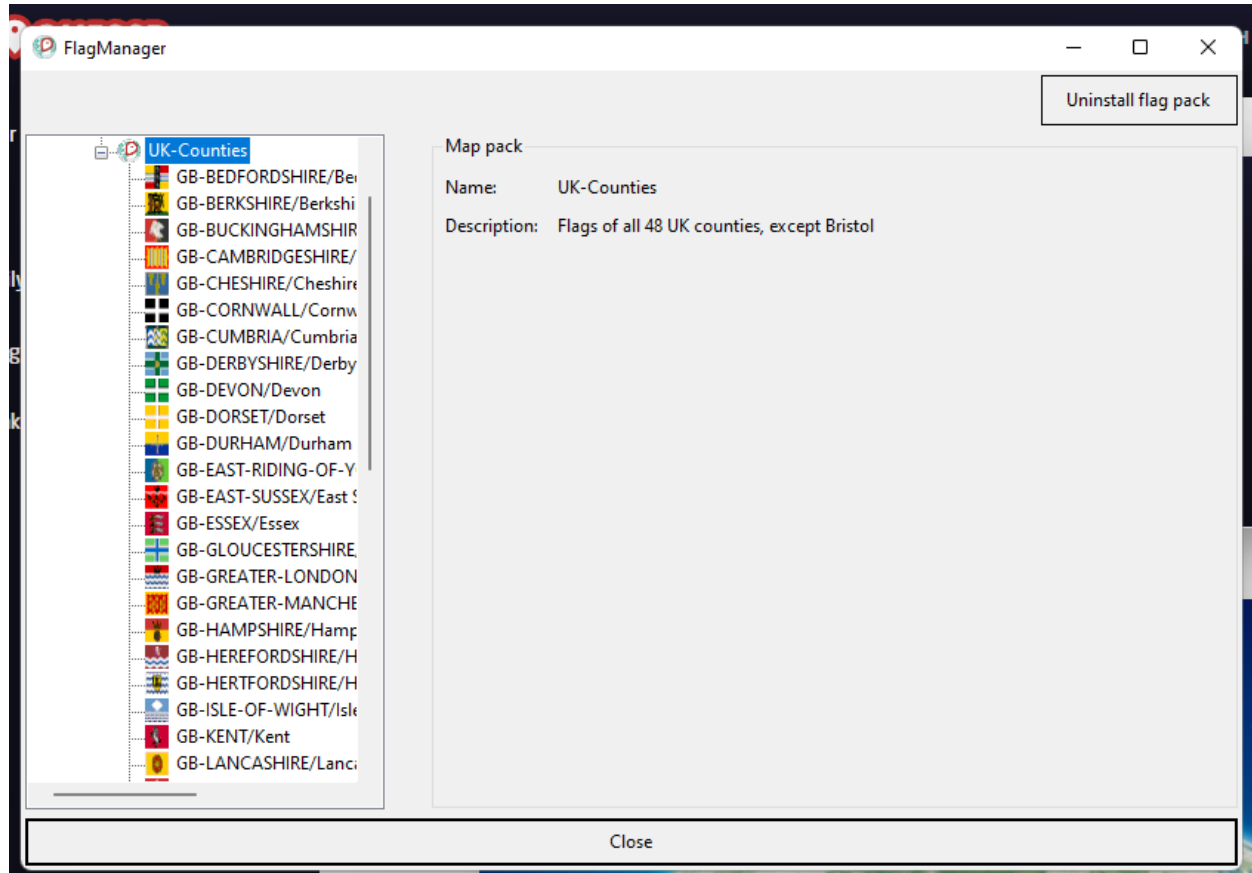 FlagManager
Uninstall flag pack
UK-Counties
GB-BEDFORDSHIRE/Be
GB-BERKSHIRE/Berkshi
GB-BUCKINGHAMSHIR
GB-CAMBRIDGESHIRE/
GB-CHESHIRE/Cheshire
GB-CORNWALL/Cornw
GB-CUMBRIA/Cumbria
GB-DERBYSHIRE/Derby
GB-DEVON/Devon
GB-DORSET/Dorset
GB-DURHAM/Durham
GB-EAST-RIDING-OF-Y
GB-EAST-SUSSEX/East S
GB-ESSEX/Essex
GB-GLOUCESTERSHIRE
GB-GREATER-LONDON
GB-GREATER-MANCHE
GB-HAMPSHIRE/Hamp
GB-HEREFORDSHIRE/H
GB-HERTFORDSHIRE/H
GB-ISLE-OF-WIGHT/Isle
GB-KENT/Kent
GB-LANCASHIRE/Lanca
Map pack
Name: UK-Counties
Description: Flags of all 48 UK counties, except Bristol
Close